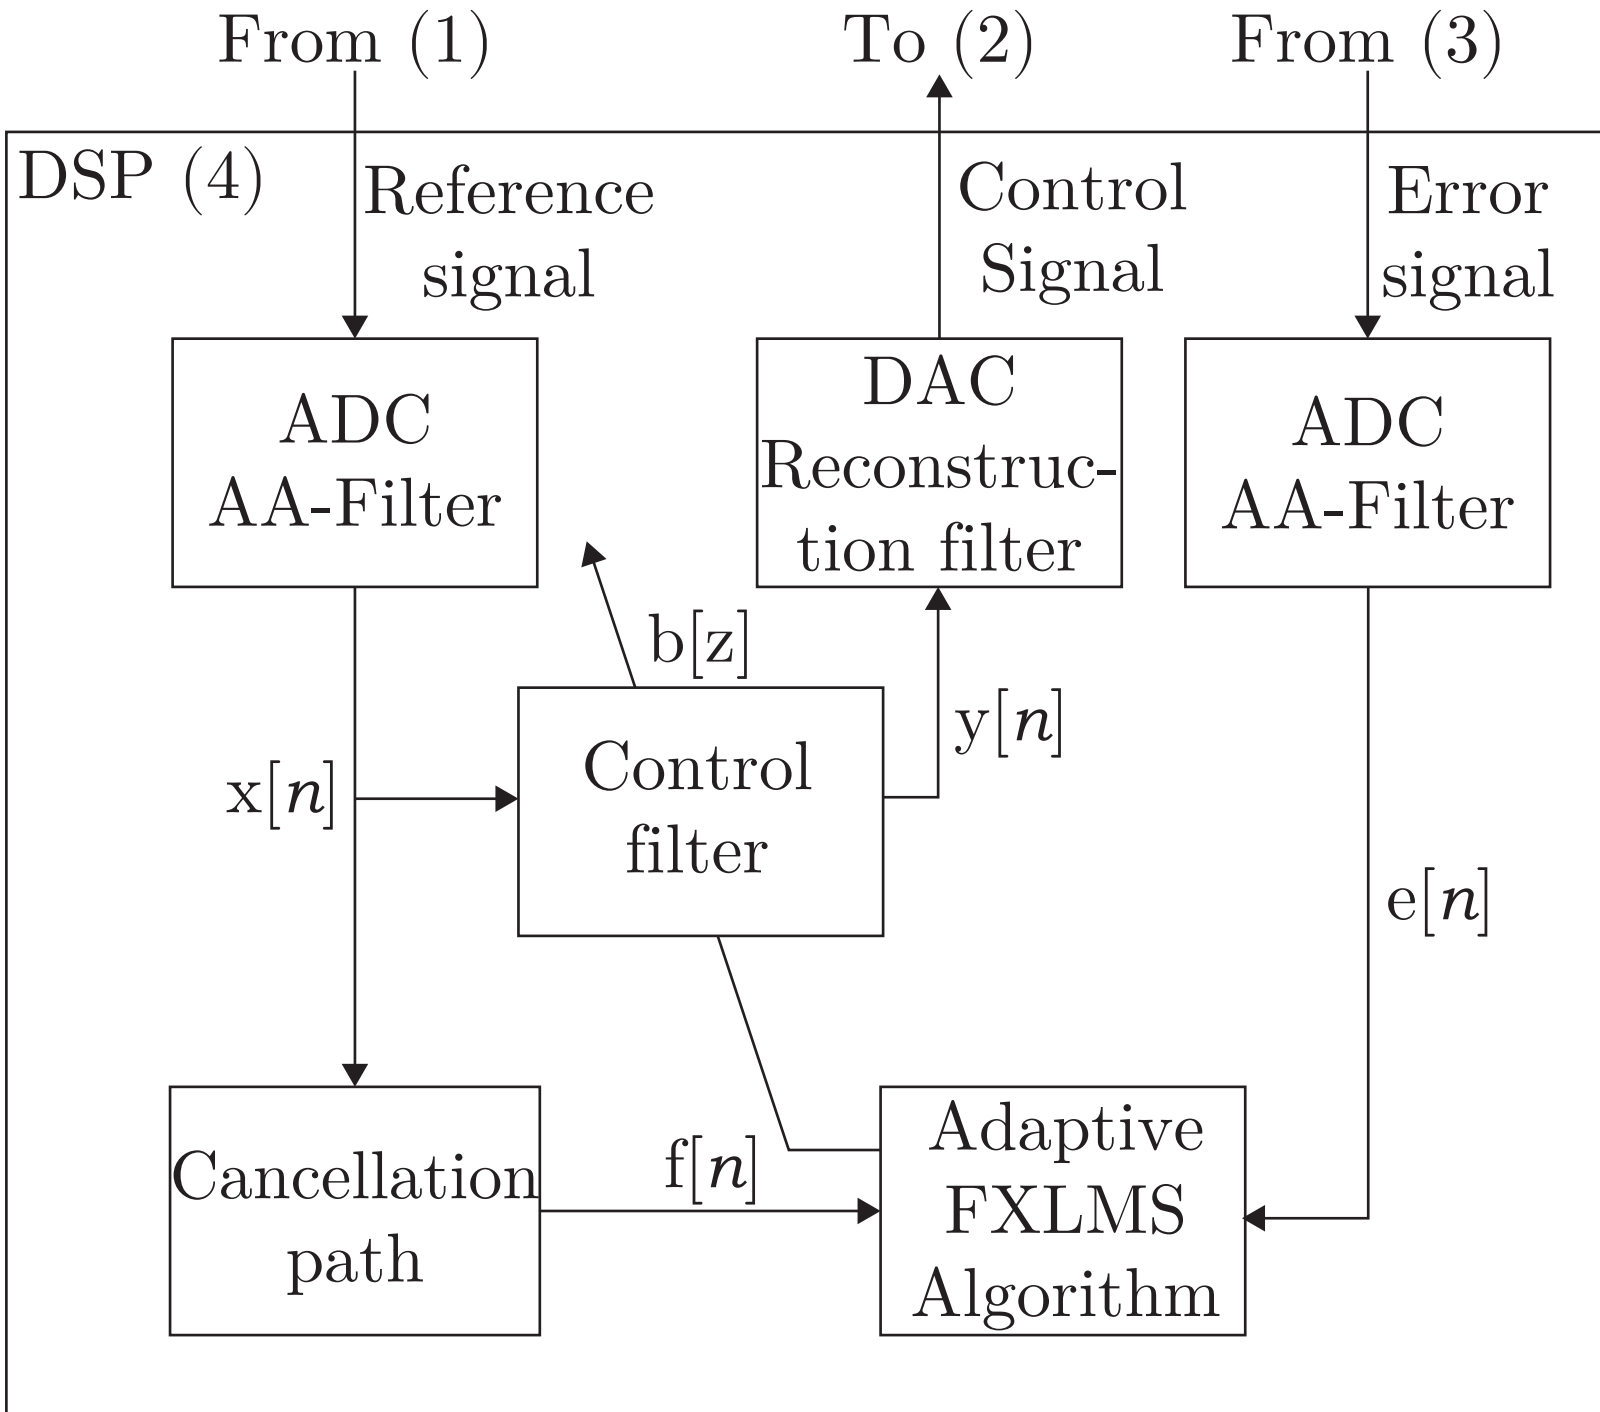 From (1)
To (2)
From (3)
DSP (4)
Reference
signal
Control
Signal
Error
signal
ADC
AA-Filter
DAC
Reconstruc-
tion filter
ADC
AA-Filter
b[z]
y[n]
x[n]
Control
filter
e[n]
Cancellation
path
f[n]
Adaptive
FXLMS
Algorithm